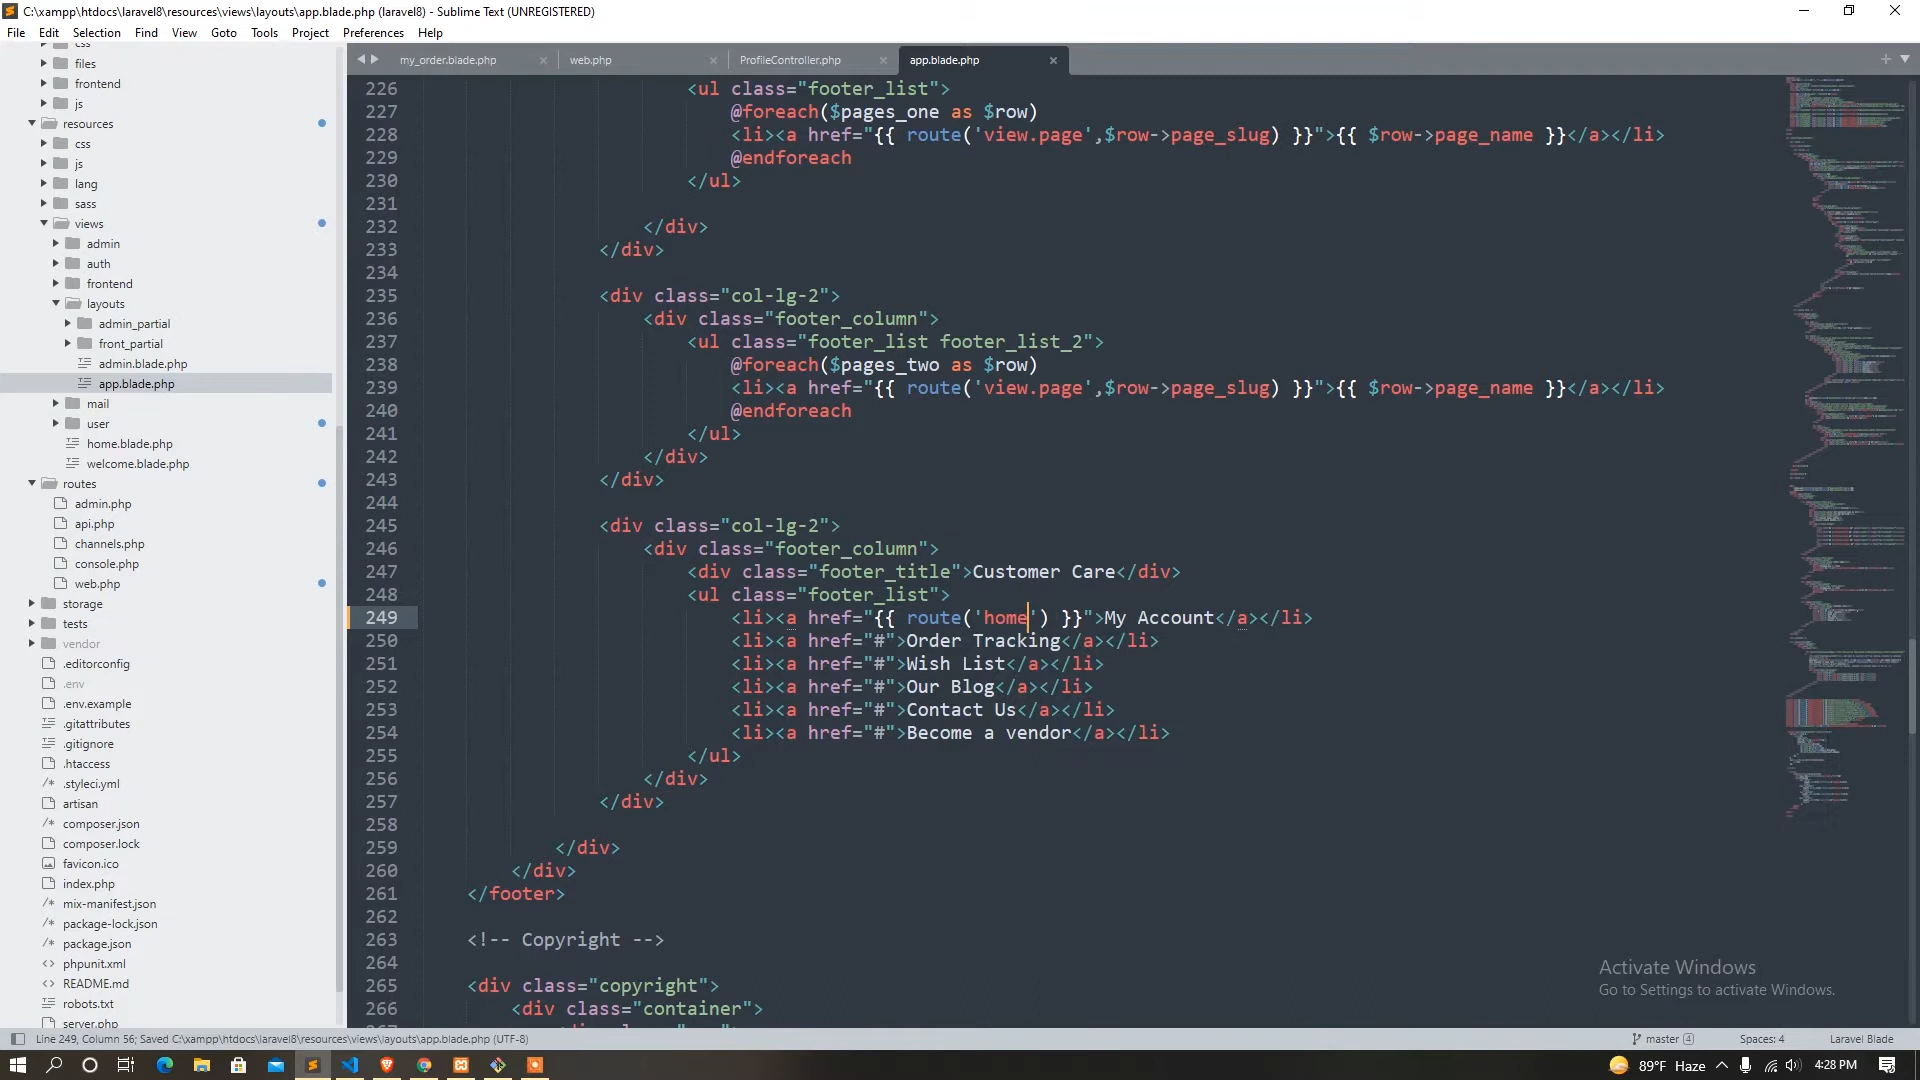 C:\xampp\htdocs\laravel8\resources\views\layouts\app.blade.php (laravel8) - Sublime Text (UNREGISTERED)
File Edit Selection Find View Goto Tools Project Preferences Help
css
files
frontend
js
resources
css
js
lang
sass
views
admin
auth
frontend
layouts
admin_partial
front_partial
admin.blade.php
app.blade.php
mail
user
home.blade.php
welcome.blade.php
routes
admin.php
api.php
channels.php
console.php
web.php
storage
tests
vendor
.editorconfig
.env
.env.example
.gitattributes
.gitignore
.htaccess
.styleci.yml
artisan
composer.json
composer.lock
favicon.ico
index.php
mix-manifest.json
package-lock.json
package.json
phpunit.xml
README.md
robots.txt
server.php
my_order.blade.php web.php ProfileController.php app.blade.php
226 <ul class="footer_list">
227 @foreach($pages_one as $row)
228 <li><a href="{{ route('view.page',$row->page_slug) }}">{{ $row->page_name }}</a></li>
229 @endforeach
230 </ul>
231
232 </div>
233 </div>
234
235 <div class="col-lg-2">
236 <div class="footer_column">
237 <ul class="footer_list footer_list_2">
238 @foreach($pages_two as $row)
239 <li><a href="{{ route('view.page',$row->page_slug) }}">{{ $row->page_name }}</a></li>
240 @endforeach
241 </ul>
242 </div>
243 </div>
244
245 <div class="col-lg-2">
246 <div class="footer_column">
247 <div class="footer_title">Customer Care</div>
248 <ul class="footer_list">
249 <li><a href="{{ route('home') }}">My Account</a></li>
250 <li><a href="#">Order Tracking</a></li>
251 <li><a href="#">Wish List</a></li>
252 <li><a href="#">Our Blog</a></li>
253 <li><a href="#">Contact Us</a></li>
254 <li><a href="#">Become a vendor</a></li>
255 </ul>
256 </div>
257 </div>
258
259 </div>
260 </div>
261 </footer>
262
263 <!-- Copyright -->
264
265 <div class="copyright">
266 <div class="container">
Activate Windows
Go to Settings to activate Windows.
Line 249, Column 56; Saved C:\xampp\htdocs\laravel8\resources\views\layouts\app.blade.php (UTF-8) master 4 Spaces: 4 Laravel Blade
89°F Haze 4:28 PM